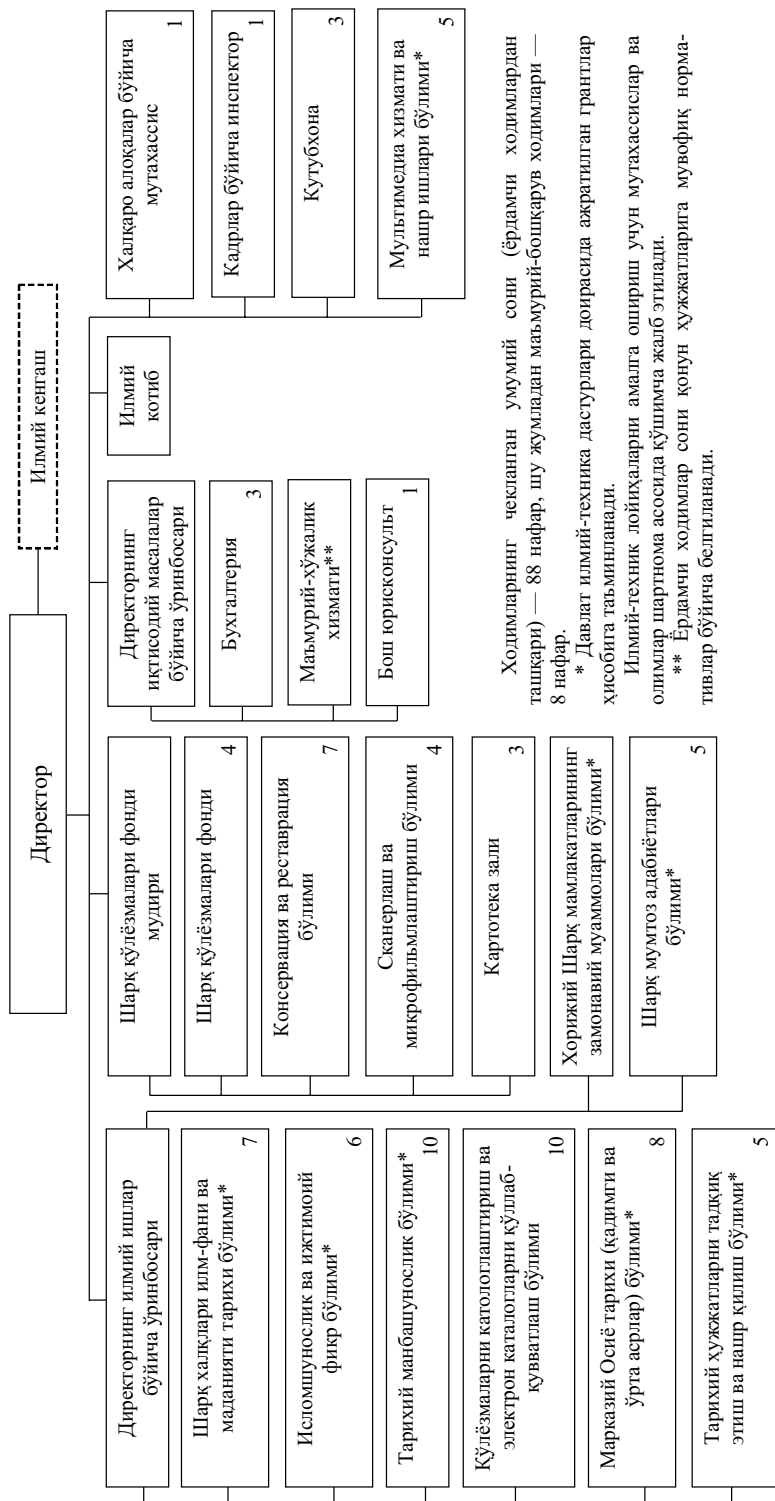 Директор
Илмий кенгаш
Директорнинг илмий ишлар
бўйича ўринбосари
Шарқ халқлари илм-фани ва
маданияти тарихи бўлими*
7
Исломшунослик ва ижтимоий
фикр бўлими*
6
Тарихий манбашунослик бўлими*
10
Қўлёзмаларни катологлаштириш ва
электрон каталогларни қўллаб-
қувватлаш бўлими
10
Марказий Осиё тарихи (қадимги ва
ўрта асрлар) бўлими*
8
Тарихий ҳужжатларни тадқиқ
этиш ва нашр қилиш бўлими*
5
Шарқ қўлёзмалари фонди
мудири
Шарқ қўлёзмалари фонди
4
Консервация ва реставрация
бўлими
7
Сканерлаш ва
микрофильмлаштириш бўлими
4
Картотека зали
3
Хорижий Шарқ мамлакатларининг
замонавий муаммолари бўлими*
Шарқ мумтоз адабиётлари
бўлими*
5
Директорнинг
иқтисодий масалалар
бўйича ўринбосари
Бухгалтерия
3
Маъмурий-хўжалик
хизмати**
Бош юрисконсульт
1
Илмий
котиб
Халқаро алоқалар бўйича
мутахассис
1
Кадрлар бўйича инспектор
1
Кутубхона
3
Мультимедиа хизмати ва
нашр ишлари бўлими*
5
Ходимларнинг чекланган умумий сони (ёрдамчи ходимлардан
ташқари) — 88 нафар, шу жумладан маъмурий-бошқарув ходимлари —
8 нафар.
* Давлат илмий-техника дастурлари доирасида ажратилган грантлар
ҳисобига таъминланади.
Илмий-техник лойиҳаларни амалга ошириш учун мутахассислар ва
олимлар шартнома асосида қўшимча жалб этилади.
** Ёрдамчи ходимлар сони қонун ҳужжатларига мувофиқ норма-
тивлар бўйича белгиланади.